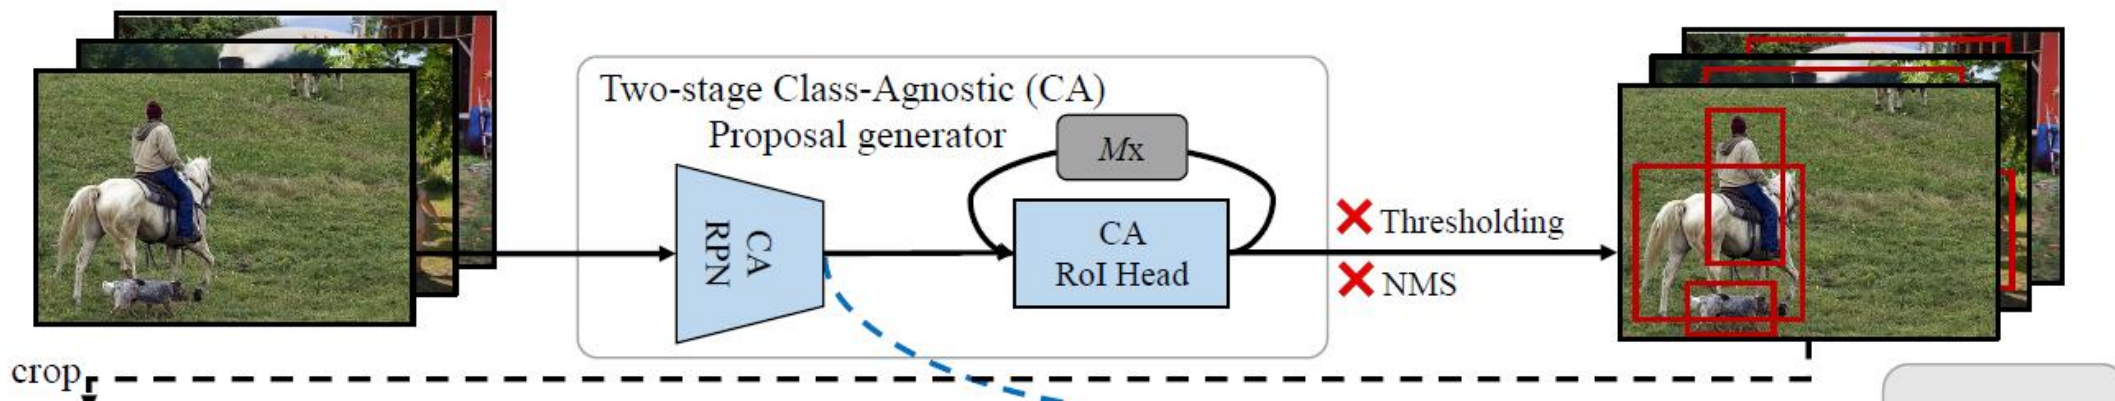 Two-stage Class-Agnostic (CA)
Proposal generator
Mx
CA
RPN
CA
RoI Head
Thresholding
NMS
crop